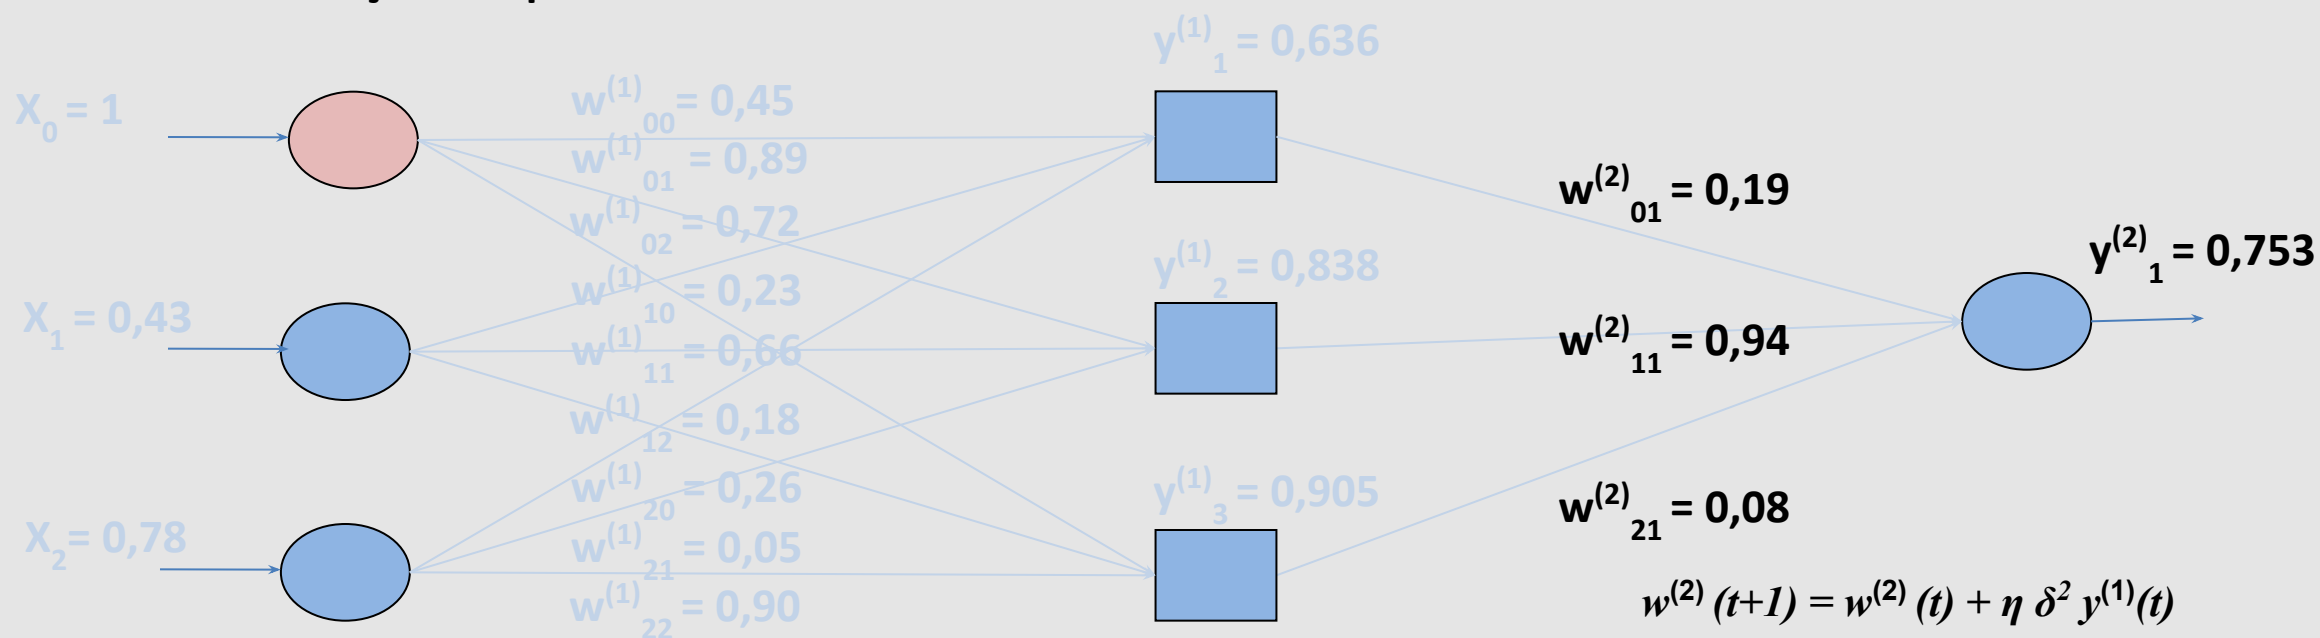 y⁽¹⁾₁ = 0,636
X₀ = 1
w⁽¹⁾₀₀ = 0,45
w⁽¹⁾₀₁ = 0,89
w⁽¹⁾₀₂ = 0,72
w⁽²⁾₀₁ = 0,19
y⁽²⁾₁ = 0,753
y⁽¹⁾₂ = 0,838
X₁ = 0,43
w⁽¹⁾₁₀ = 0,23
w⁽¹⁾₁₁ = 0,66
w⁽²⁾₁₁ = 0,94
w⁽¹⁾₁₂ = 0,18
w⁽¹⁾₂₀ = 0,26
y⁽¹⁾₃ = 0,905
w⁽²⁾₂₁ = 0,08
X₂ = 0,78
w⁽¹⁾₂₁ = 0,05
w⁽¹⁾₂₂ = 0,90
w⁽²⁾ (t+1) = w⁽²⁾ (t) + η δ² y⁽¹⁾(t)